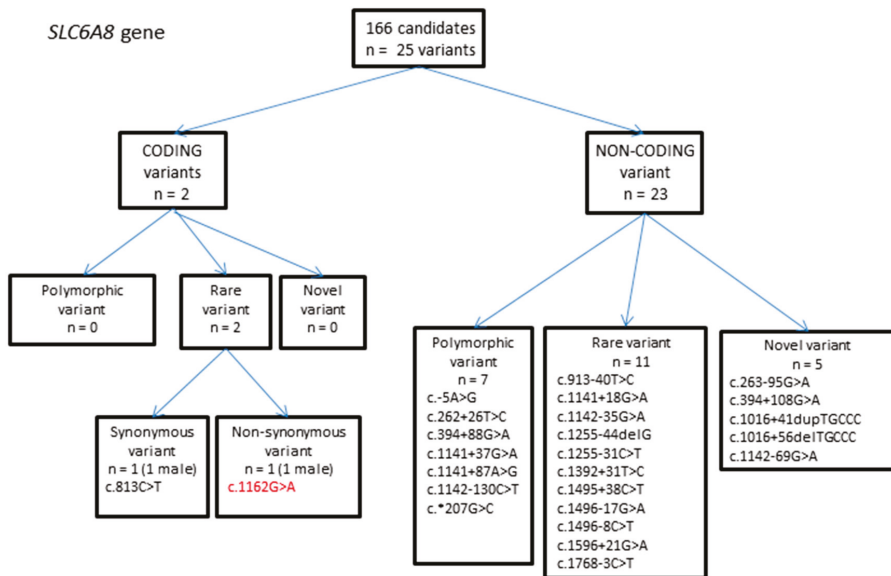 SLC6A8 gene
166 candidates
n = 25 variants
CODING
variants
n = 2
NON-CODING
variant
n = 23
Polymorphic
variant
n = 0
Rare
variant
n = 2
Novel
variant
n = 0
Synonymous
variant
n = 1 (1 male)
c.813C>T
Non-synonymous
variant
n = 1 (1 male)
c.1162G>A
Polymorphic
variant
n = 7
c.-5A>G
c.262+26T>C
c.394+88G>A
c.1141+37G>A
c.1141+87A>G
c.1142-130C>T
c.*207G>C
Rare variant
n = 11
c.913-40T>C
c.1141+18G>A
c.1142-35G>A
c.1255-44delG
c.1255-31C>T
c.1392+31T>C
c.1495+38C>T
c.1496-17G>A
c.1496-8C>T
c.1596+21G>A
c.1768-3C>T
Novel variant
n = 5
c.263-95G>A
c.394+108G>A
c.1016+41dupTGCCC
c.1016+56delTGCCC
c.1142-69G>A